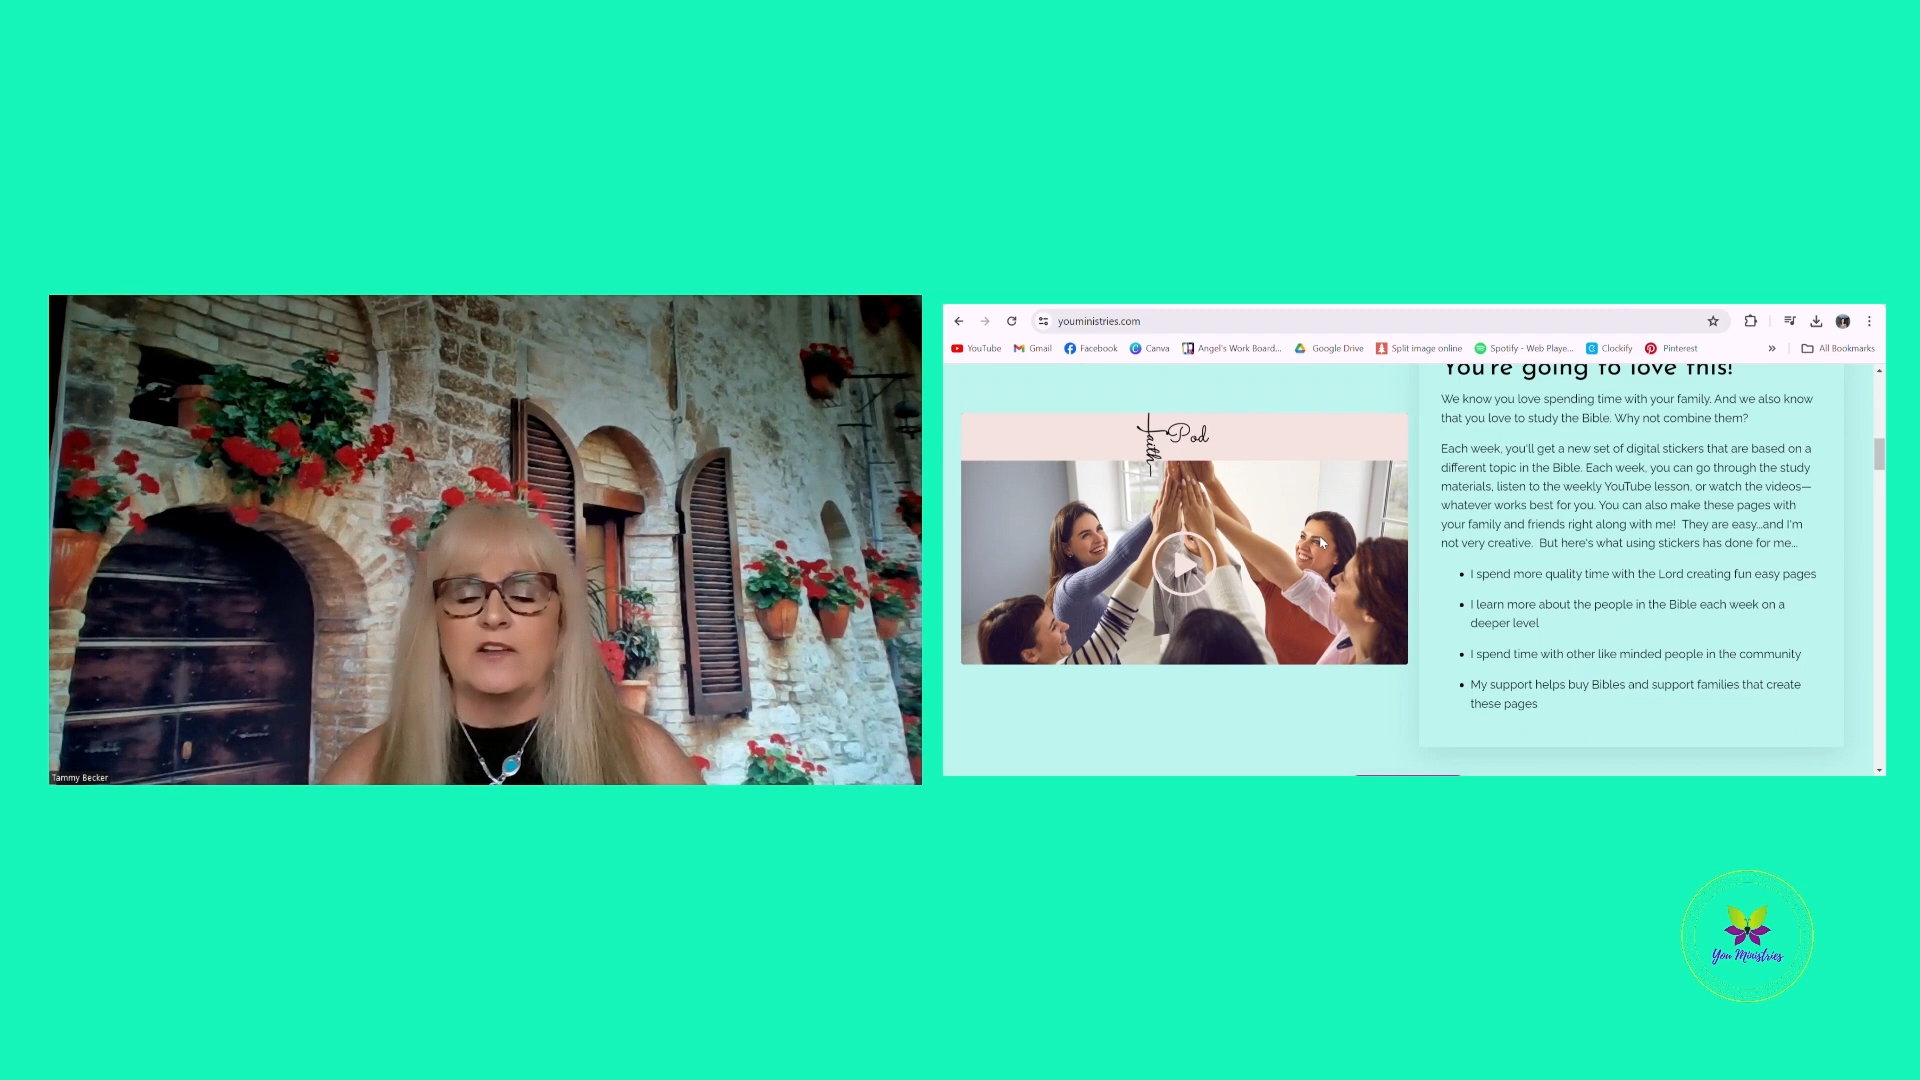 Tammy Becker
youministries.com
YouTube
Gmail
Facebook
Canva
Angel's Work Board...
Google Drive
Split image online
Spotify - Web Playe...
Clockify
Pinterest
»
All Bookmarks
Faith
Pod
You're going to love this!
We know you love spending time with your family. And we also know
that you love to study the Bible. Why not combine them?
Each week, you'll get a new set of digital stickers that are based on a
different topic in the Bible. Each week, you can go through the study
materials, listen to the weekly YouTube lesson, or watch the videos—
whatever works best for you. You can also make these pages with
your family and friends right along with me!  They are easy...and I'm
not very creative.  But here's what using stickers has done for me...
• I spend more quality time with the Lord creating fun easy pages
• I learn more about the people in the Bible each week on a
deeper level
• I spend time with other like minded people in the community
• My support helps buy Bibles and support families that create
these pages
You Ministries